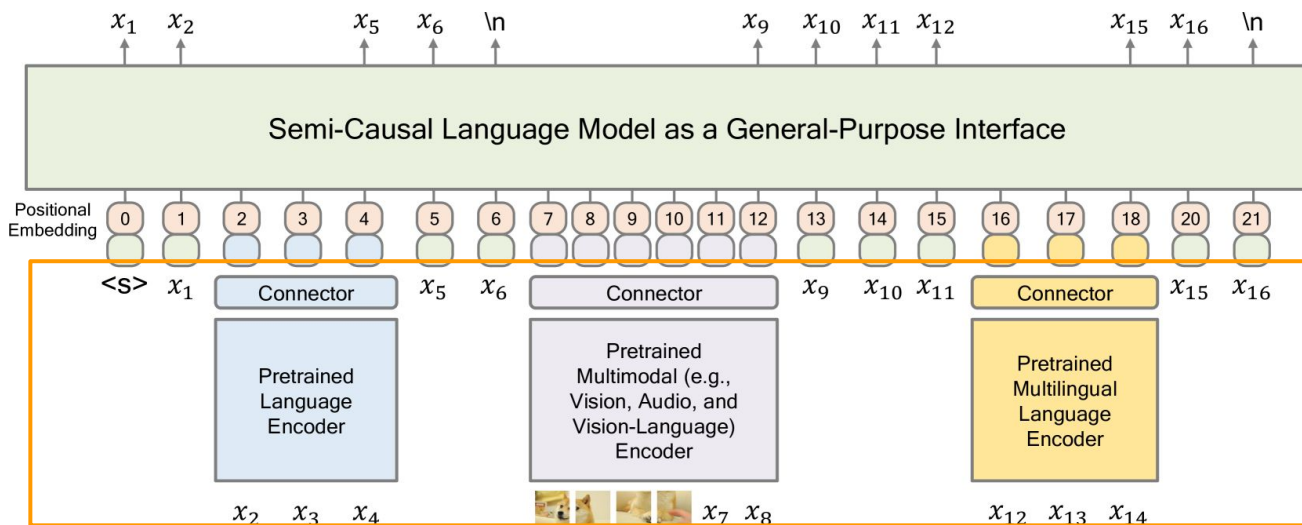 x₁ x₂ x₅ x₆ \n x₉ x₁₀ x₁₁ x₁₂ x₁₅ x₁₆ \n
Semi-Causal Language Model as a General-Purpose Interface
Positional
Embedding
0 1 2 3 4 5 6 7 8 9 10 11 12 13 14 15 16 17 18 20 21
<s> x₁ Connector x₅ x₆ Connector x₉ x₁₀ x₁₁ Connector x₁₅ x₁₆
Pretrained
Language
Encoder
Pretrained
Multimodal (e.g.,
Vision, Audio, and
Vision-Language)
Encoder
Pretrained
Multilingual
Language
Encoder
x₂ x₃ x₄ x₇ x₈ x₁₂ x₁₃ x₁₄